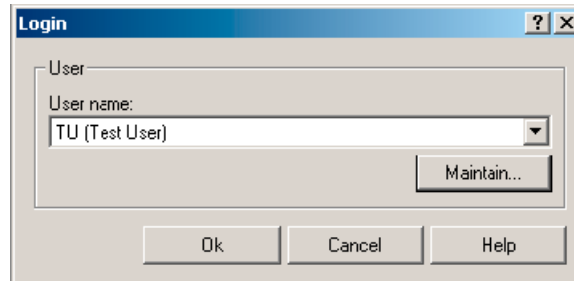 Login
User
User name:
TU (Test User)
Maintain...
Ok Cancel Help